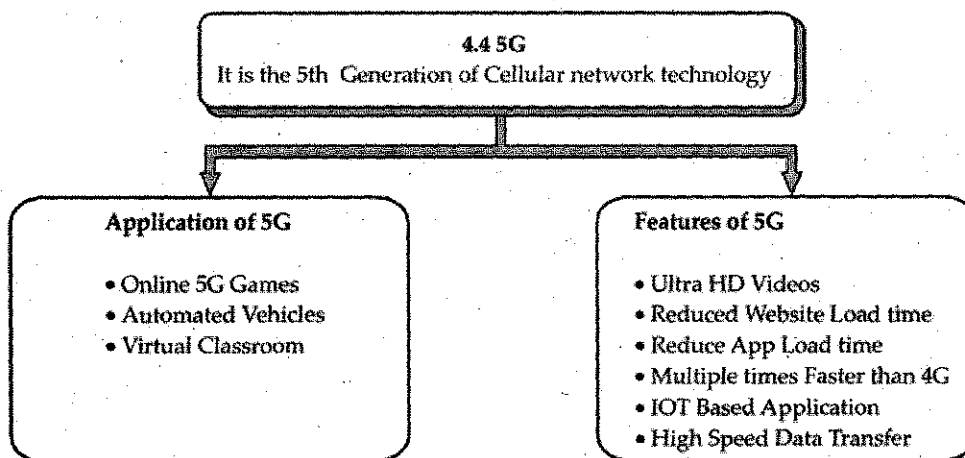 4.4 5G
It is the 5th Generation of Cellular network technology
Application of 5G
• Online 5G Games
• Automated Vehicles
• Virtual Classroom
Features of 5G
• Ultra HD Videos
• Reduced Website Load time
• Reduce App Load time
• Multiple times Faster than 4G
• IOT Based Application
• High Speed Data Transfer